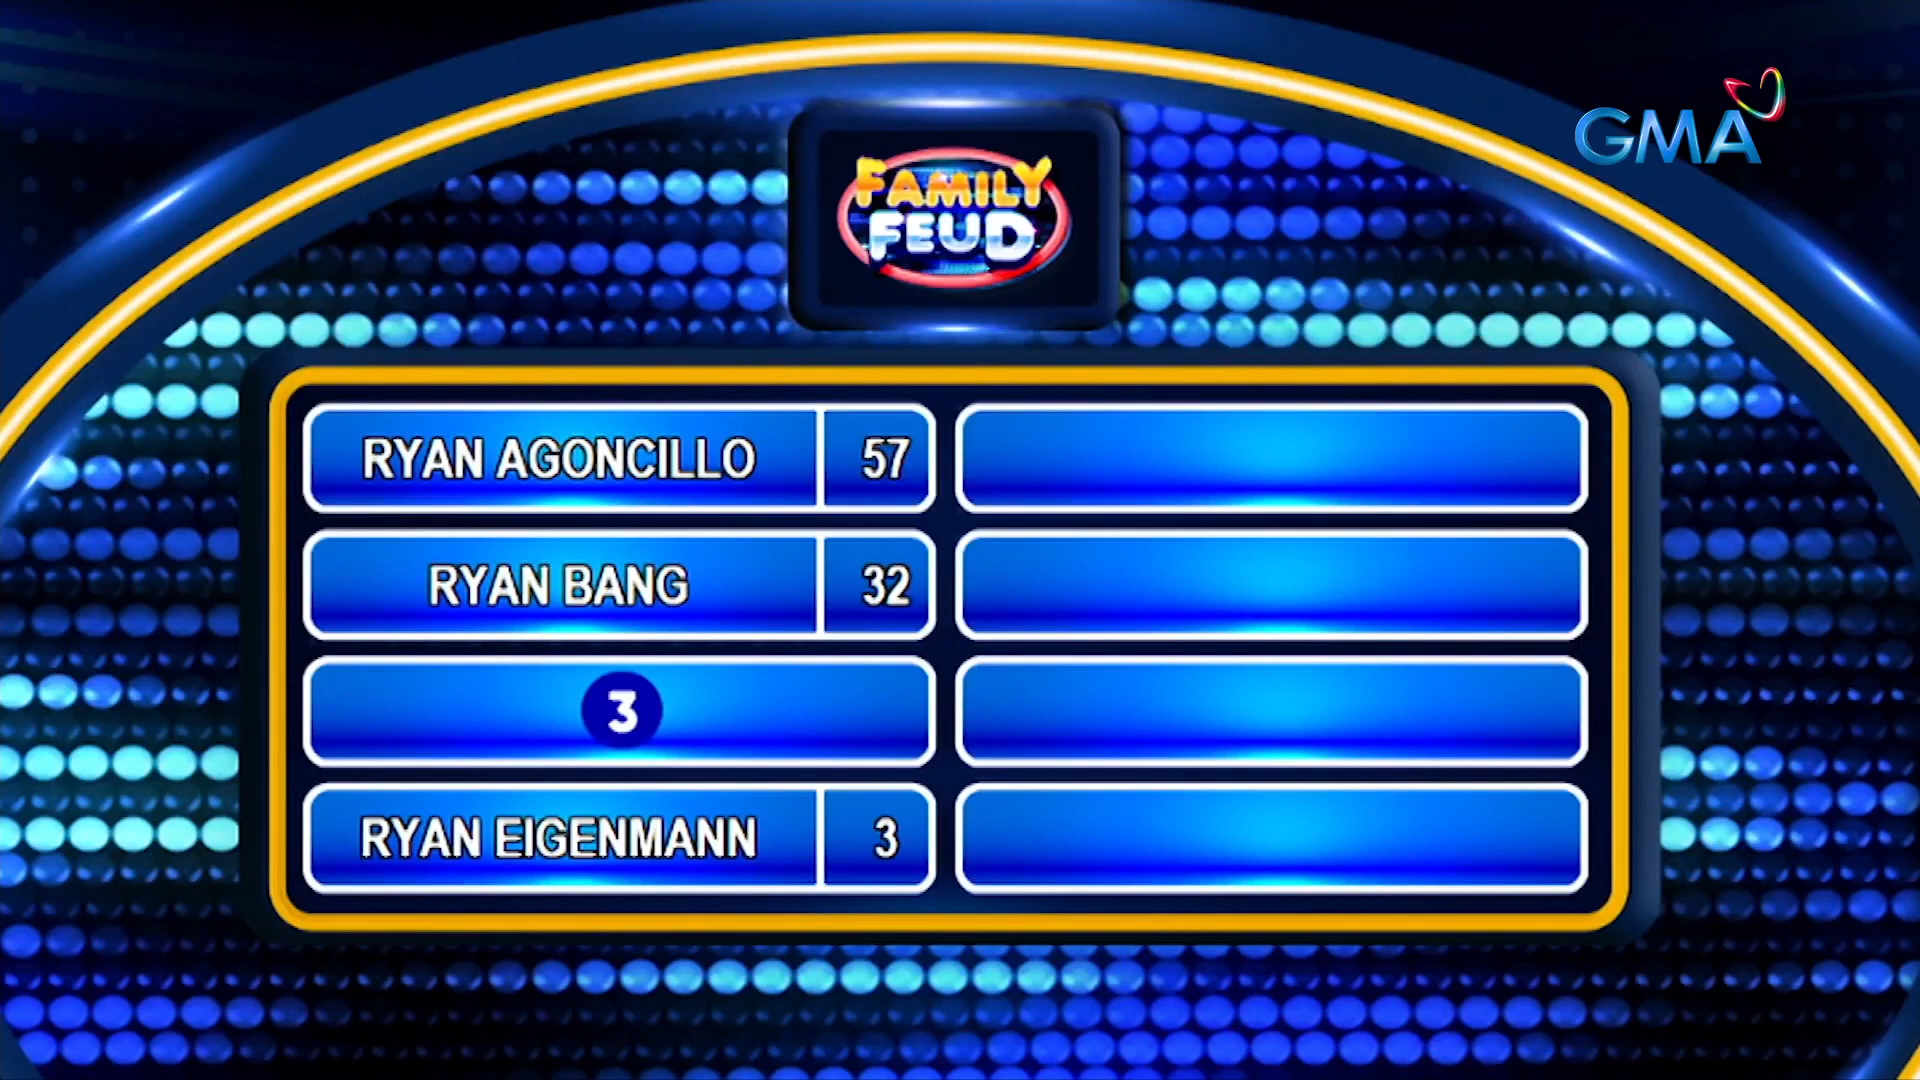 GMA
FAMILY
FEUD
RYAN AGONCILLO 57
RYAN BANG 32
3
RYAN EIGENMANN 3